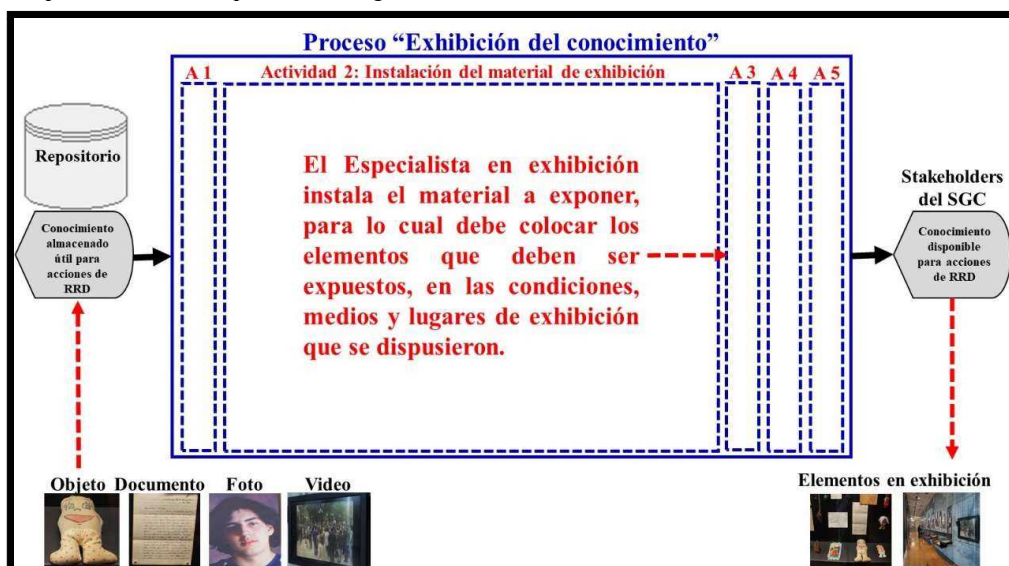 Proceso “Exhibición del conocimiento”
A 1
Actividad 2: Instalación del material de exhibición
A 3
A 4
A 5
Repositorio
Conocimiento
almacenado
útil para
acciones de
RRD
El Especialista en exhibición
instala el material a exponer,
para lo cual debe colocar los
elementos que deben ser
expuestos, en las condiciones,
medios y lugares de exhibición
que se dispusieron.
Stakeholders
del SGC
Conocimiento
disponible
para acciones
de RRD
Objeto
Documento
Foto
Video
Elementos en exhibición